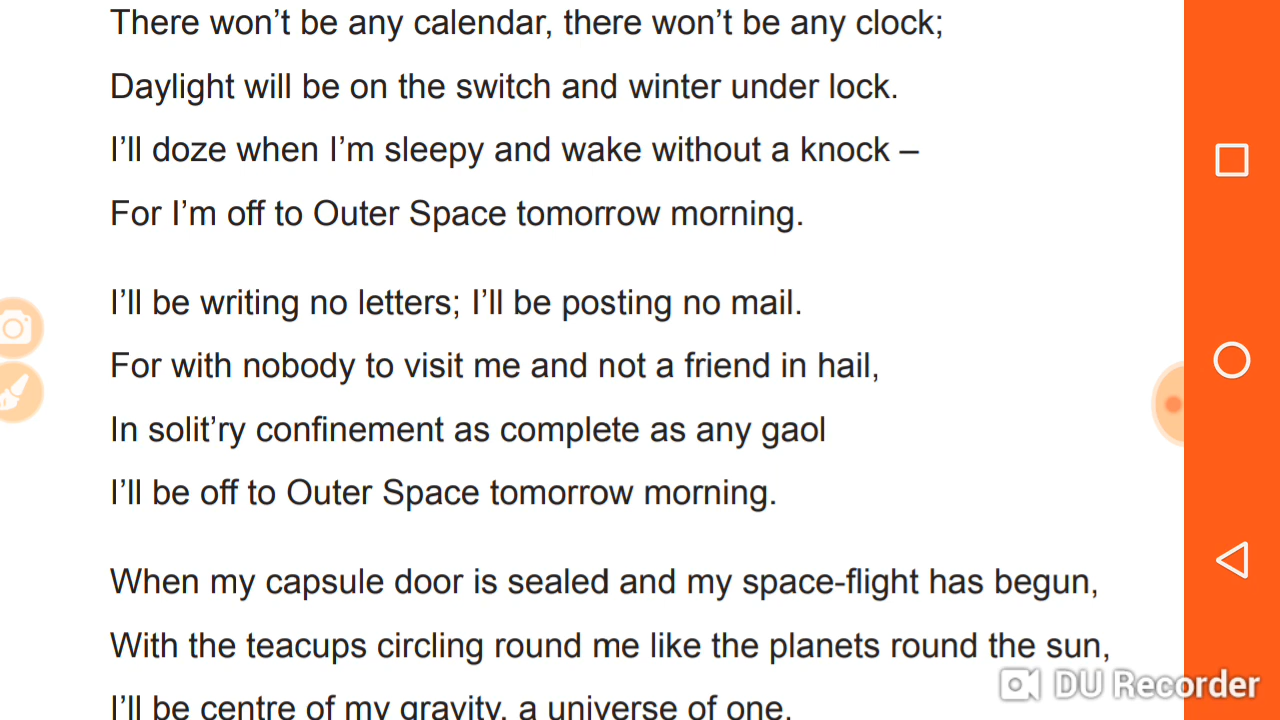 There won’t be any calendar, there won’t be any clock;
Daylight will be on the switch and winter under lock.
I’ll doze when I’m sleepy and wake without a knock –
For I’m off to Outer Space tomorrow morning.
I’ll be writing no letters; I’ll be posting no mail.
For with nobody to visit me and not a friend in hail,
In solit’ry confinement as complete as any gaol
I’ll be off to Outer Space tomorrow morning.
When my capsule door is sealed and my space-flight has begun,
With the teacups circling round me like the planets round the sun,
I’ll be centre of my gravity, a universe of one,
DU Recorder